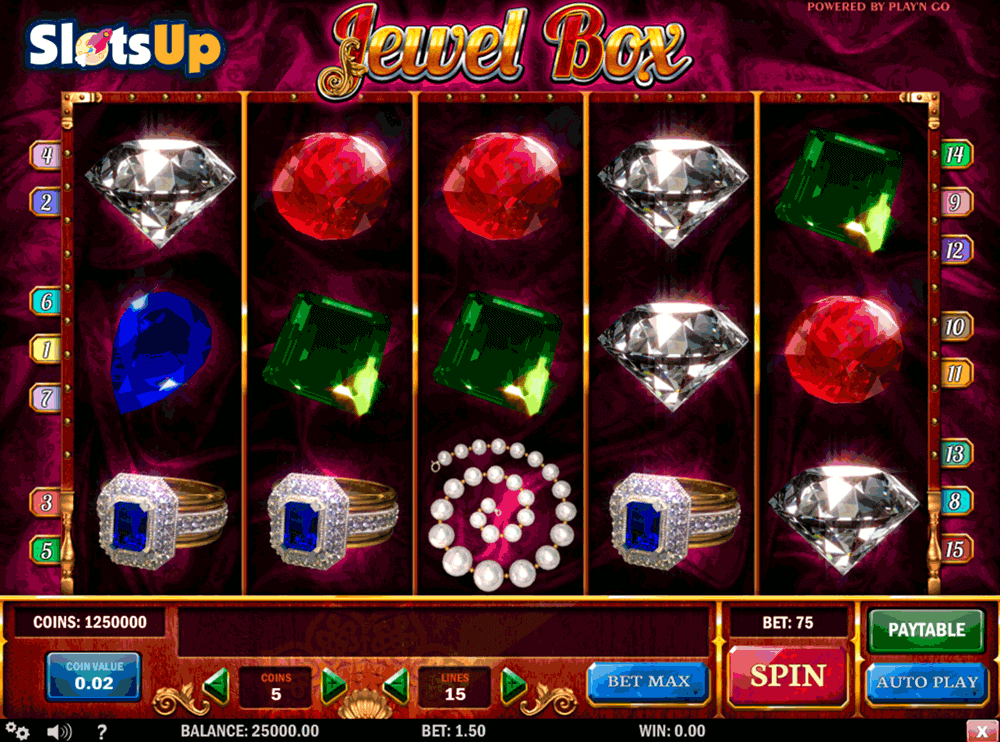 POWERED BY PLAY'N GO
SlotsUp
Jewel Box
4
14
2
9
12
6
10
1
11
7
13
3
8
5
15
COINS: 1250000
BET: 75
PAYTABLE
COIN VALUE
0.02
COINS
5
LINES
15
BET MAX
SPIN
AUTO PLAY
?
BALANCE: 25000.00
BET: 1.50
WIN: 0.00
X